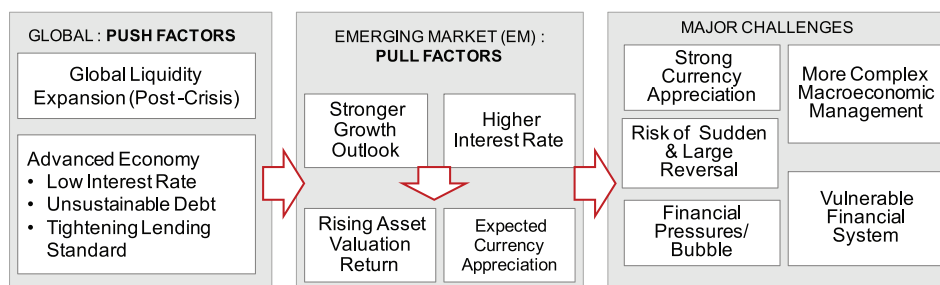 GLOBAL : PUSH FACTORS
Global Liquidity
Expansion (Post-Crisis)
Advanced Economy
• Low Interest Rate
• Unsustainable Debt
• Tightening Lending
Standard
EMERGING MARKET (EM) :
PULL FACTORS
Stronger
Growth
Outlook
Higher
Interest Rate
Rising Asset
Valuation
Return
Expected
Currency
Appreciation
MAJOR CHALLENGES
Strong
Currency
Appreciation
More Complex
Macroeconomic
Management
Risk of Sudden
& Large
Reversal
Financial
Pressures/
Bubble
Vulnerable
Financial
System